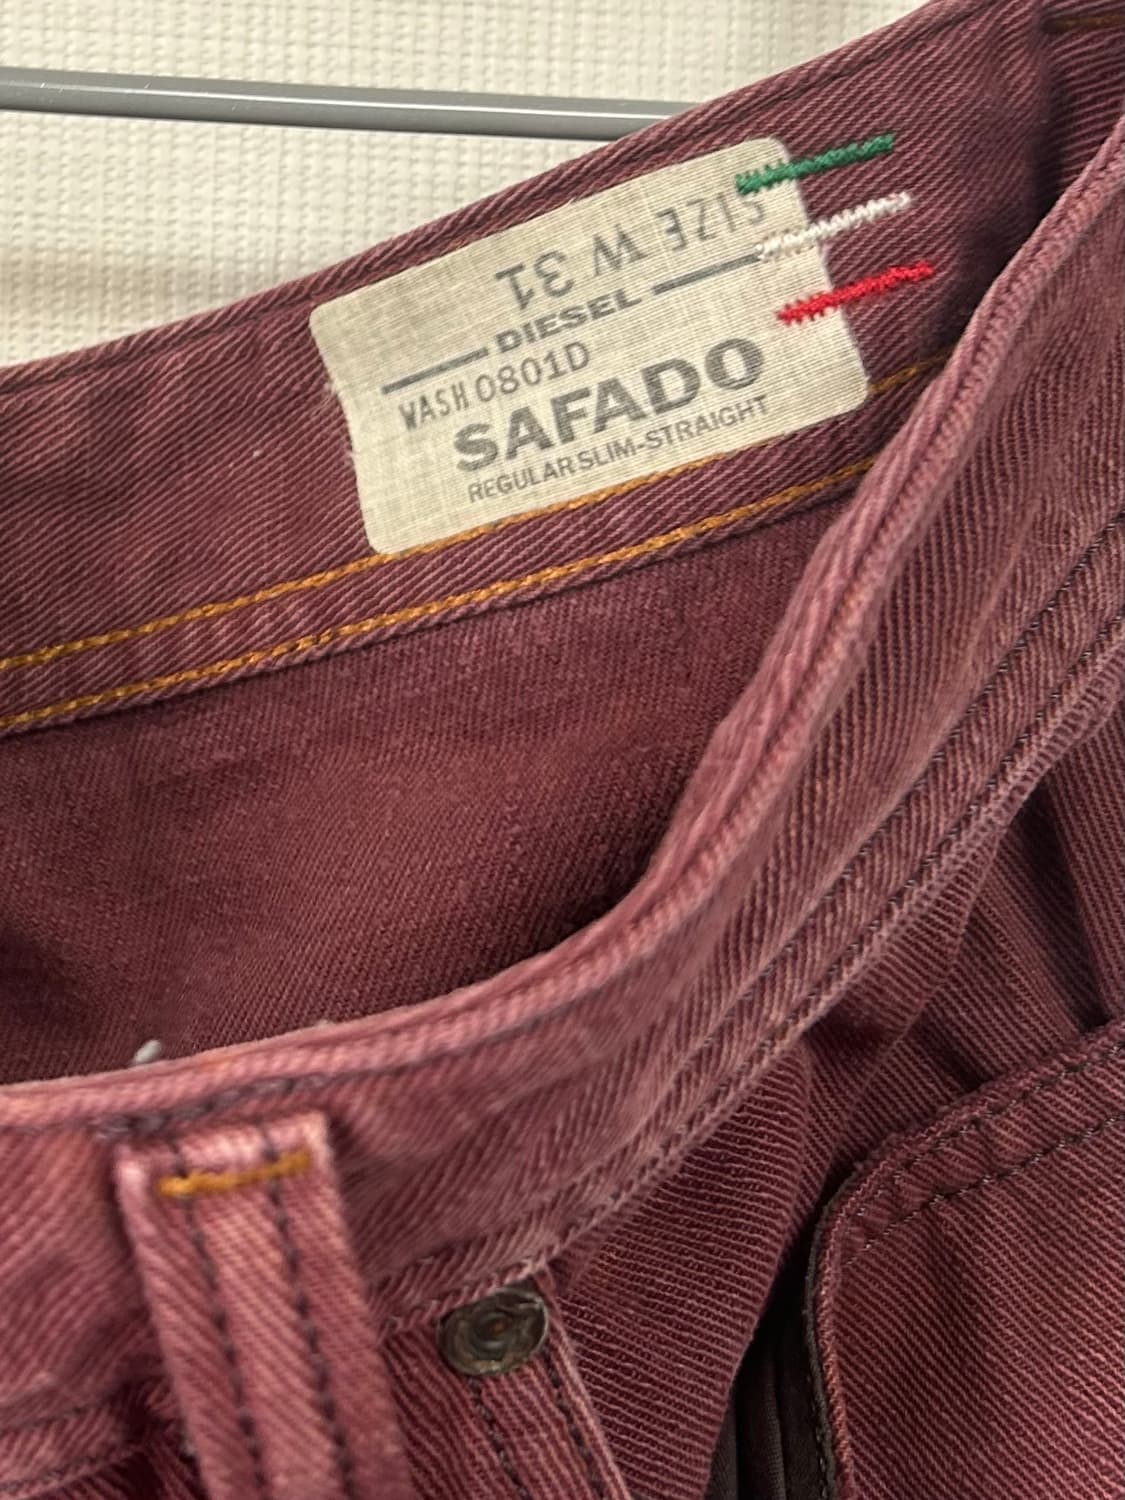 SIZE W 31
DIESEL
WASH 0801D
SAFADO
REGULAR SLIM-STRAIGHT